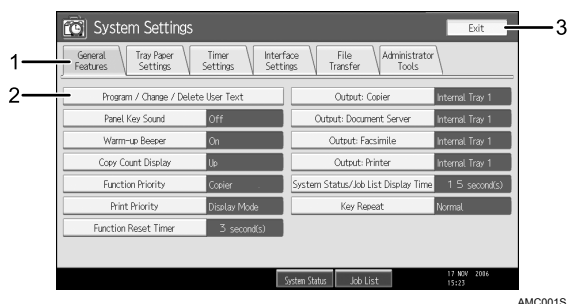 System Settings
Exit
3
General Features
Tray Paper Settings
Timer Settings
Interface Settings
File Transfer
Administrator Tools
1
2
Program / Change / Delete User Text
Output: Copier
Internal Tray 1
Panel Key Sound
Off
Output: Document Server
Internal Tray 1
Warm-up Beeper
On
Output: Facsimile
Internal Tray 1
Copy Count Display
Up
Output: Printer
Internal Tray 1
Function Priority
Copier
System Status/Job List Display Time
15 second(s)
Print Priority
Display Mode
Key Repeat
Normal
Function Reset Timer
3 second(s)
System Status
Job List
17 NOV 2006
15:23
AMC001S